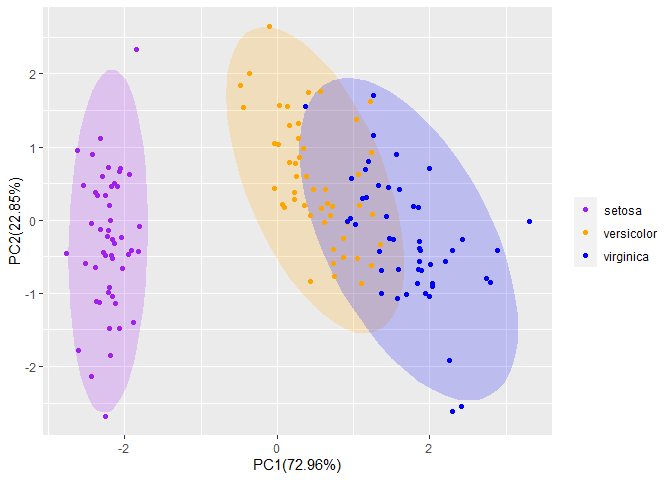 2
1
0
-1
-2
PC2(22.85%)
-2
0
2
PC1(72.96%)
setosa
versicolor
virginica